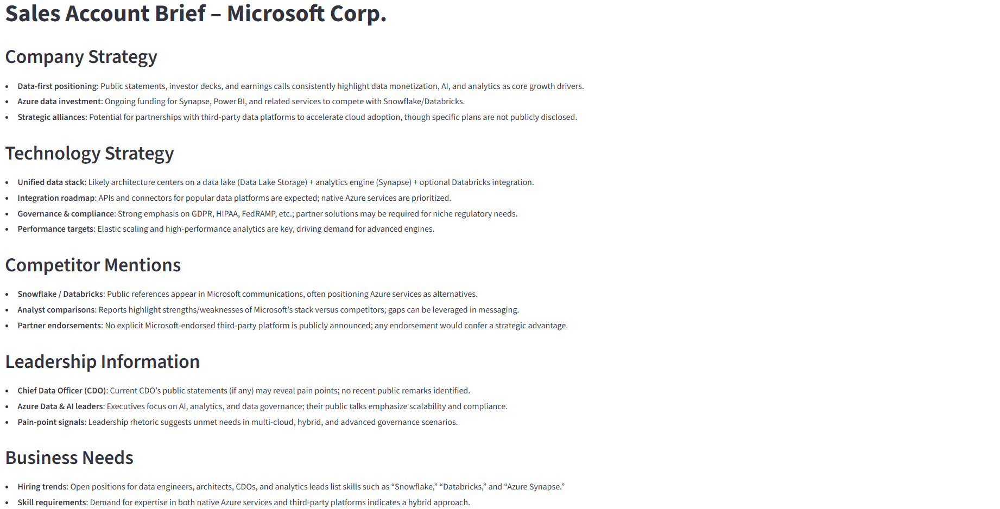 Sales Account Brief – Microsoft Corp.
Company Strategy
• Data-first positioning: Public statements, investor decks, and earnings calls consistently highlight data monetization, AI, and analytics as core growth drivers.
• Azure data investment: Ongoing funding for Synapse, Power BI, and related services to compete with Snowflake/Databricks.
• Strategic alliances: Potential for partnerships with third-party data platforms to accelerate cloud adoption, though specific plans are not publicly disclosed.
Technology Strategy
• Unified data stack: Likely architecture centers on a data lake (Data Lake Storage) + analytics engine (Synapse) + optional Databricks integration.
• Integration roadmap: APIs and connectors for popular data platforms are expected; native Azure services are prioritized.
• Governance & compliance: Strong emphasis on GDPR, HIPAA, FedRAMP, etc.; partner solutions may be required for niche regulatory needs.
• Performance targets: Elastic scaling and high-performance analytics are key, driving demand for advanced engines.
Competitor Mentions
• Snowflake / Databricks: Public references appear in Microsoft communications, often positioning Azure services as alternatives.
• Analyst comparisons: Reports highlight strengths/weaknesses of Microsoft’s stack versus competitors; gaps can be leveraged in messaging.
• Partner endorsements: No explicit Microsoft-endorsed third-party platform is publicly announced; any endorsement would confer a strategic advantage.
Leadership Information
• Chief Data Officer (CDO): Current CDO’s public statements (if any) may reveal pain points; no recent public remarks identified.
• Azure Data & AI leaders: Executives focus on AI, analytics, and data governance; their public talks emphasize scalability and compliance.
• Pain-point signals: Leadership rhetoric suggests unmet needs in multi-cloud, hybrid, and advanced governance scenarios.
Business Needs
• Hiring trends: Open positions for data engineers, architects, CDOs, and analytics leads list skills such as “Snowflake,” “Databricks,” and “Azure Synapse.”
• Skill requirements: Demand for expertise in both native Azure services and third-party platforms indicates a hybrid approach.